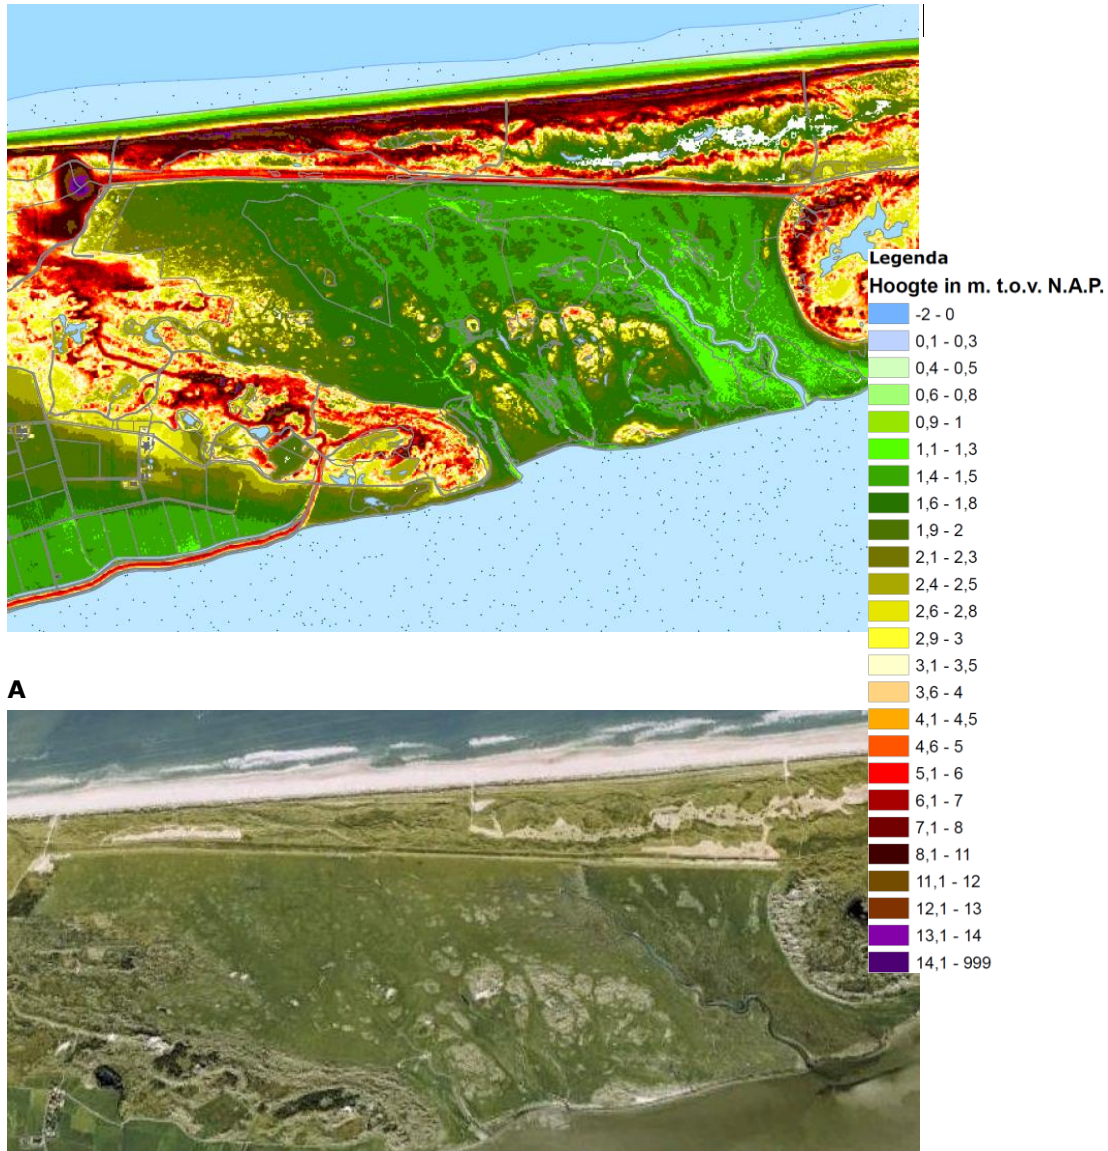 Legenda
Hoogte in m. t.o.v. N.A.P.
-2 - 0
0,1 - 0,3
0,4 - 0,5
0,6 - 0,8
0,9 - 1
1,1 - 1,3
1,4 - 1,5
1,6 - 1,8
1,9 - 2
2,1 - 2,3
2,4 - 2,5
2,6 - 2,8
2,9 - 3
3,1 - 3,5
3,6 - 4
4,1 - 4,5
4,6 - 5
5,1 - 6
6,1 - 7
7,1 - 8
8,1 - 11
11,1 - 12
12,1 - 13
13,1 - 14
14,1 - 999
A